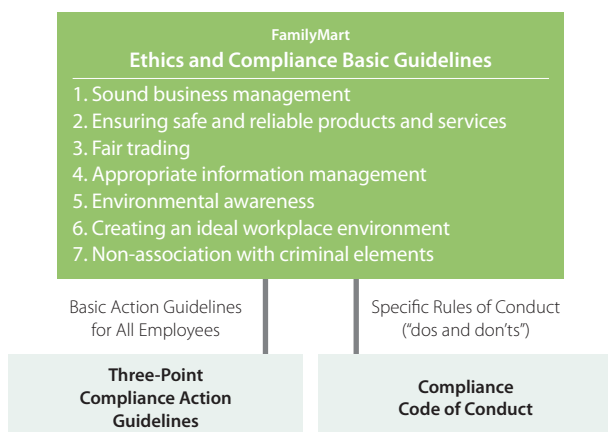 FamilyMart
Ethics and Compliance Basic Guidelines
1. Sound business management
2. Ensuring safe and reliable products and services
3. Fair trading
4. Appropriate information management
5. Environmental awareness
6. Creating an ideal workplace environment
7. Non-association with criminal elements
Basic Action Guidelines
for All Employees
Specific Rules of Conduct
(“dos and don’ts”)
Three-Point
Compliance Action
Guidelines
Compliance
Code of Conduct